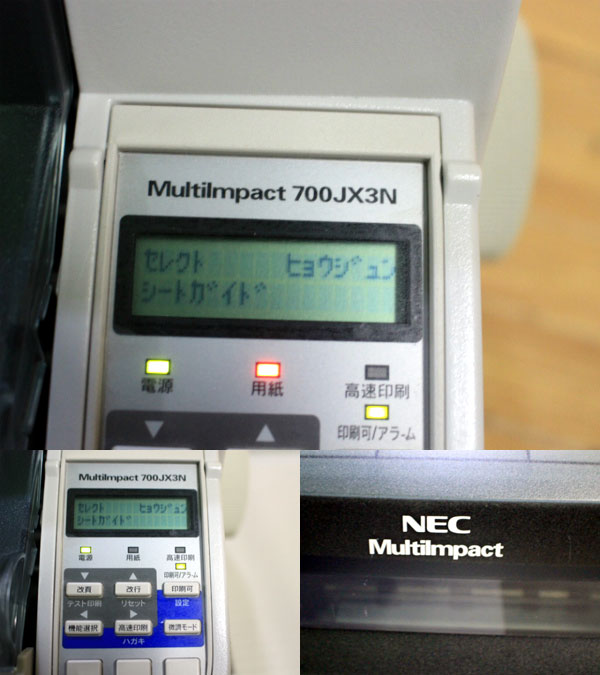 MultiImpact 700JX3N
セレクト ヒョウジュン
シートガイド
電源 用紙 高速印刷
印刷可/アラーム
MultiImpact 700JX3N
セレクト ヒョウジュン
シートガイド
電源 用紙 高速印刷
印刷可/アラーム
改頁 改行 印刷可
テスト印刷 リセット 設定
機能選択 高速印刷 微調モード
ハガキ
NEC
MultiImpact